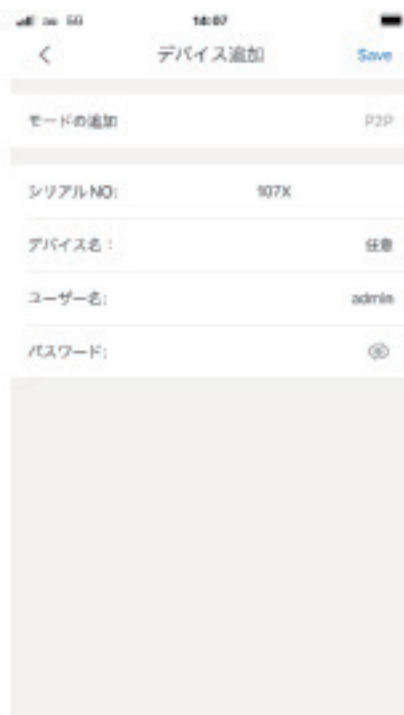 5G 14:07
デバイス追加 Save
モードの追加 P2P
シリアルNO: 107X
デバイス名: 任意
ユーザー名: admin
パスワード: